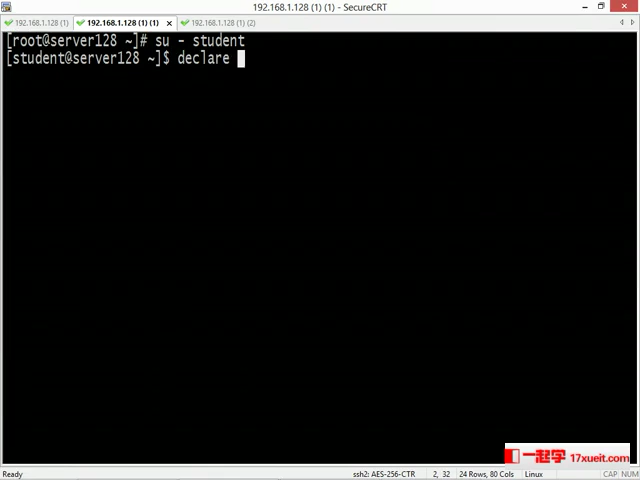 192.168.1.128 (1) (1) - SecureCRT
192.168.1.128 (1)
192.168.1.128 (1) (1)
192.168.1.128 (1) (2)
[root@server128 ~]# su - student
[student@server128 ~]$ declare
一起学 17xueit.com
Ready
ssh2: AES-256-CTR
2, 32
24 Rows, 80 Cols
Linux
CAP NUM